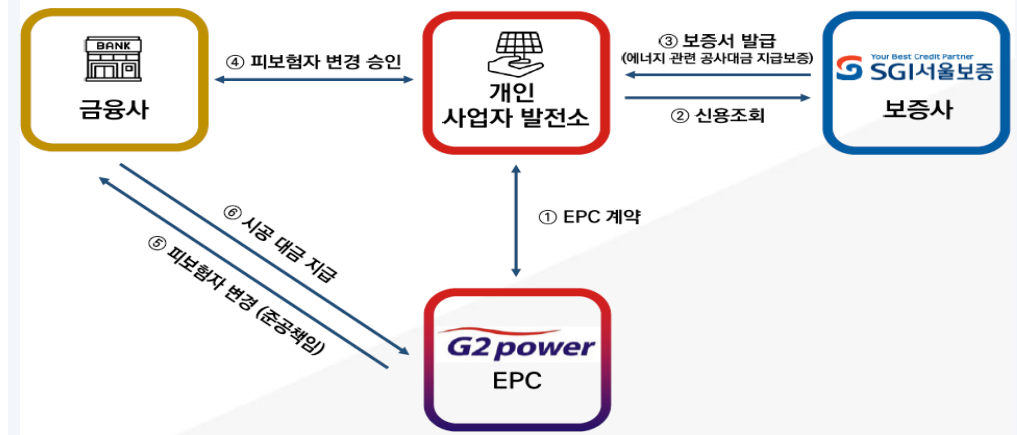 BANK
금융사
④ 피보험자 변경 승인
개인
사업자 발전소
③ 보증서 발급
(에너지 관련 공사대금 지급보증)
② 신용조회
Your Best Credit Partner
SGI서울보증
보증사
① EPC 계약
⑥ 시공 대금 지급
⑤ 피보험자 변경 (준공책임)
G2power
EPC